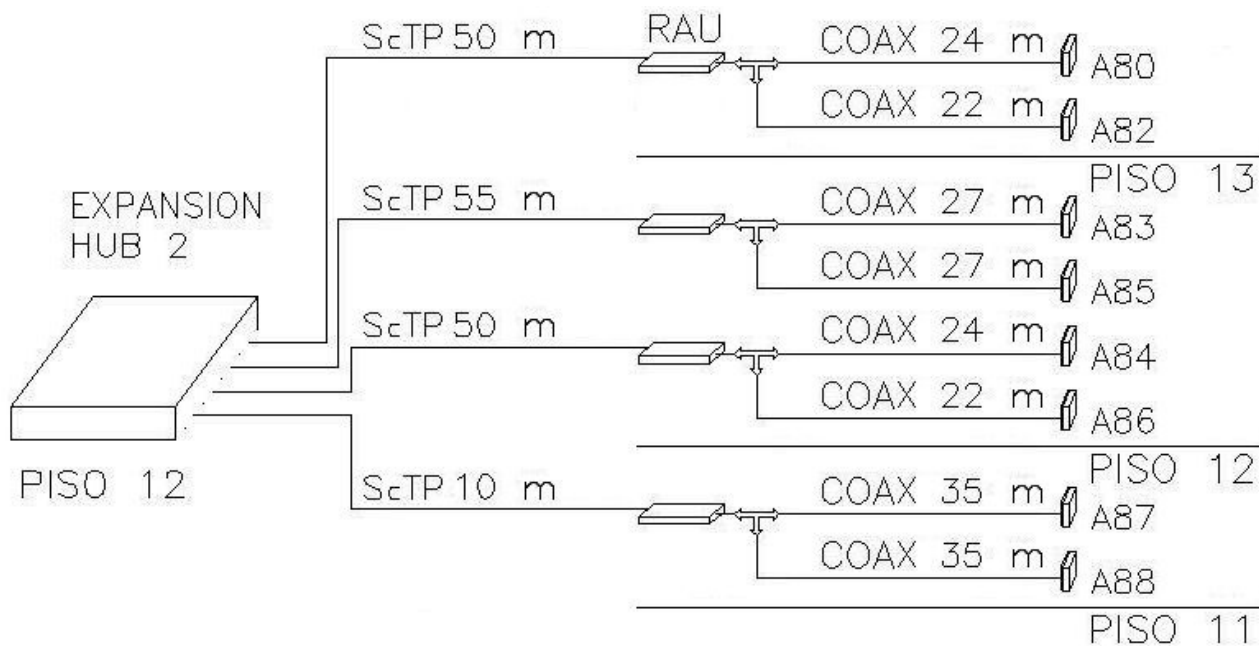 ScTP 50 m
RAU
COAX 24 m
A80
COAX 22 m
A82
PISO 13
EXPANSION
HUB 2
ScTP 55 m
COAX 27 m
A83
COAX 27 m
A85
ScTP 50 m
COAX 24 m
A84
COAX 22 m
A86
PISO 12
PISO 12
ScTP 10 m
COAX 35 m
A87
COAX 35 m
A88
PISO 11